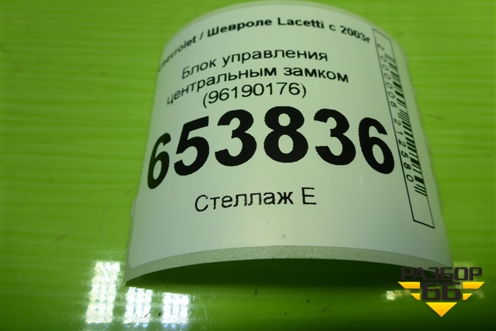 Chevrolet / Шевроле Lacetti с 2003г
Блок управления
центральным замком
(96190176)
653836
Стеллаж Е
РАЗБОР
66